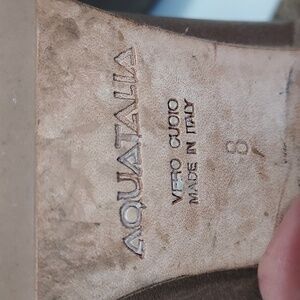 AQUATALIA
VERO CUOIO
MADE IN ITALY
8